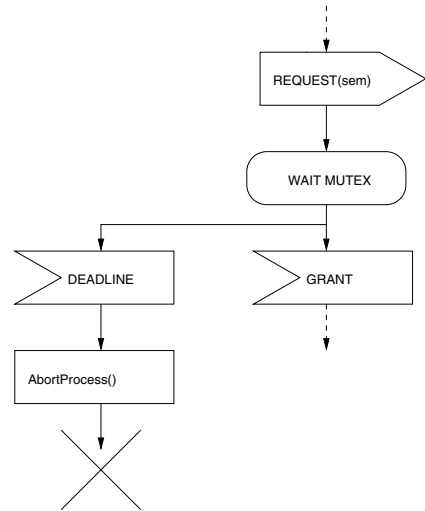 REQUEST(sem)
WAIT MUTEX
DEADLINE
GRANT
AbortProcess()